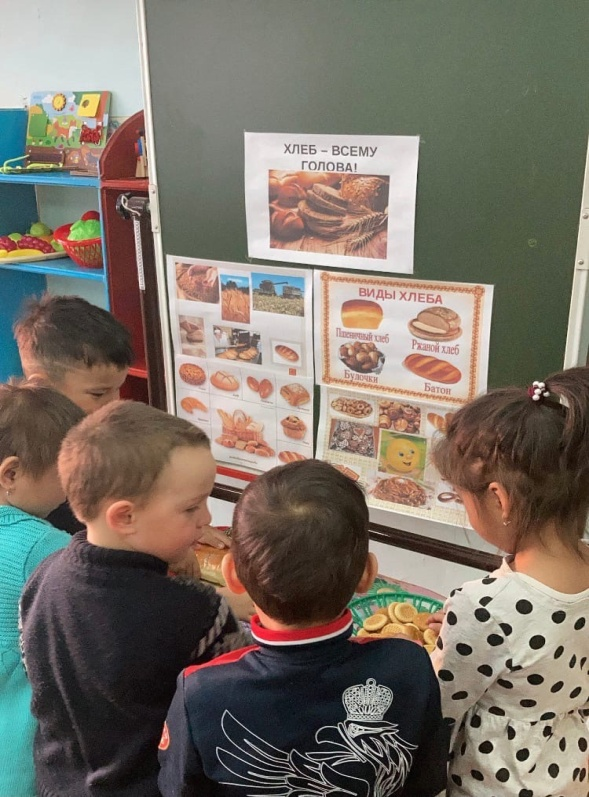 ХЛЕБ – ВСЕМУ
ГОЛОВА!
ВИДЫ ХЛЕБА
Пшеничный хлеб
Ржаной хлеб
Булочки
Батон